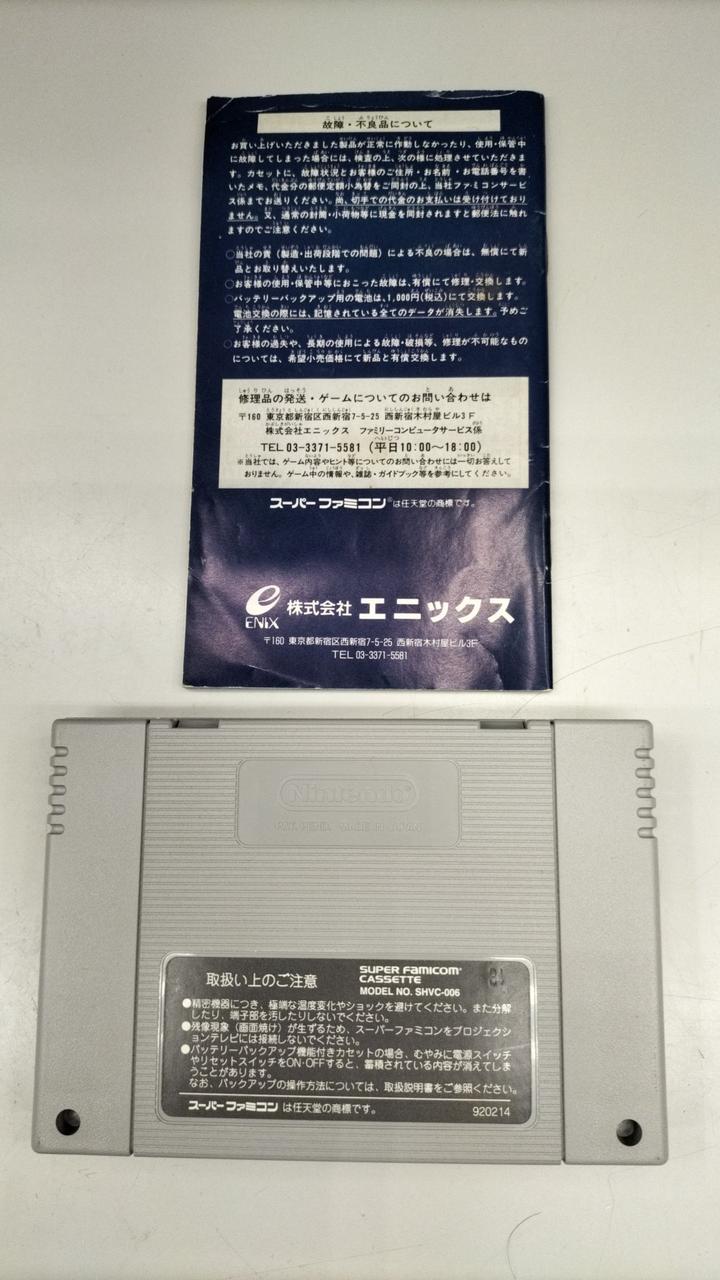 故障・不良品について
お買い上げいただきました製品が正常に作動しなかったり、使用・保管中
に故障してしまった場合には、検査の上、次の様に処理させていただきま
す。カセットに、故障状況とお客様のご住所・お名前・お電話番号を書
いたメモ、代金分の郵便定額小為替をご同封の上、当社ファミコンサービ
ス係までお送りください。尚、切手での代金のお支払いは受け付けており
ません。又、通常の封筒・小荷物等に現金を同封されますと郵便法に触れ
ますのでご注意ください。
○当社の責(製造・出荷段階での問題)による不良の場合は、無償にて新
品とお取り替えいたします。
○お客様の使用・保管中等におこった故障は、有償にて修理・交換します。
○バッテリーバックアップ用の電池は、1,000円(税込)にて交換します。
電池交換の際には、記憶されている全てのデータが消失します。予めご
了承ください。
○お客様の過失や、長期の使用による故障・破損等、修理が不可能なもの
については、希望小売価格にて新品と有償交換します。
修理品の発送・ゲームについてのお問い合わせは
〒160 東京都新宿区西新宿7-5-25 西新宿木村屋ビル3F
株式会社エニックス ファミリーコンピュータサービス係
TEL 03-3371-5581 (平日10:00〜18:00)
※当社では、ゲーム内容やヒント等についてのお問い合わせには一切お答えして
おりません。ゲーム中の情報や、雑誌・ガイドブック等を参考にしてください。
スーパーファミコン®は任天堂の商標です。
ENIX 株式会社 エニックス
〒160 東京都新宿区西新宿7-5-25 西新宿木村屋ビル3F
TEL 03-3371-5581
Nintendo
PAT. PEND. MADE IN JAPAN
取扱い上のご注意
SUPER FAMICOM
CASSETTE
MODEL NO. SHVC-006
●精密機器につき、極端な温度変化やショックを避けてください。また分解
したり、端子部を汚したりしないでください。
●残像現象(画面焼け)が生ずるため、スーパーファミコンをプロジェクシ
ョンテレビには接続しないでください。
●バッテリーバックアップ機能付きカセットの場合、むやみに電源スイッチ
やリセットスイッチをON・OFFすると、蓄積されている内容が消えてしま
うことがあります。
なお、バックアップの操作方法については、取扱説明書をご参照ください。
スーパーファミコン は任天堂の商標です。
920214